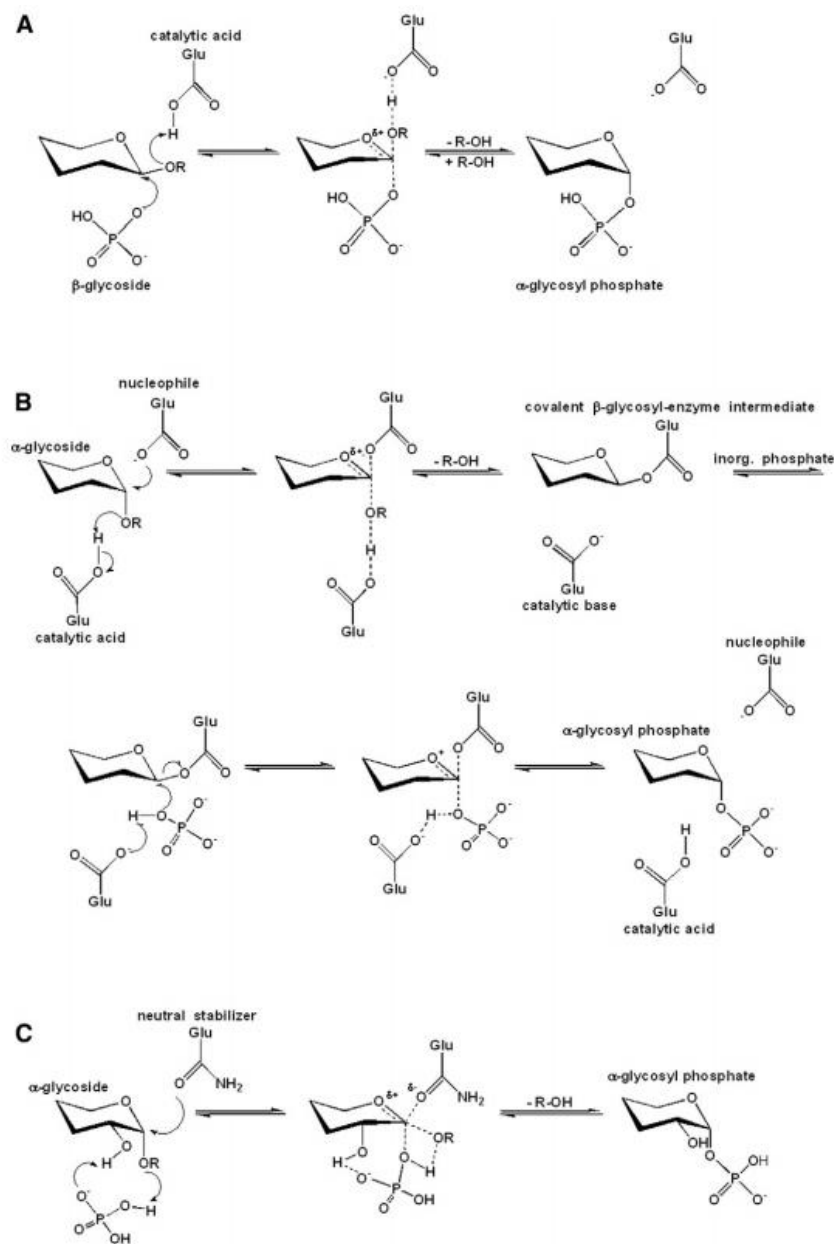 A
catalytic acid
Glu
O
O
H
O
OR
O-
HO
P
O
O-
β-glycoside
Glu
-O
O
H
O δ+ OR
O
HO
P
O
O-
- R-OH
+ R-OH
Glu
-O
O
O
O
HO
P
O
O-
α-glycosyl phosphate
B
nucleophile
Glu
-O
O
α-glycoside
O
OR
H
O
O
Glu
catalytic acid
Glu
O
O
O δ+
OR
H
O
O
Glu
- R-OH
covalent β-glycosyl-enzyme intermediate
Glu
O
O
O
O
O-
Glu
catalytic base
inorg. phosphate
Glu
O
O
O
H
O
O-
P
O
O-
O
O-
Glu
Glu
O
O
O +
H
O
O-
P
O
O-
O
O-
Glu
nucleophile
Glu
-O
O
α-glycosyl phosphate
O
O
O-
P
O
O-
H
O
O
Glu
catalytic acid
C
neutral stabilizer
Glu
O
NH2
α-glycoside
O
O
H
OR
O-
O
H
P
O
OH
Glu
δ-
O
NH2
O δ+
O
H
OR
O
H
O-
P
O
OH
- R-OH
α-glycosyl phosphate
O
OH
O
OH
P
O
O-